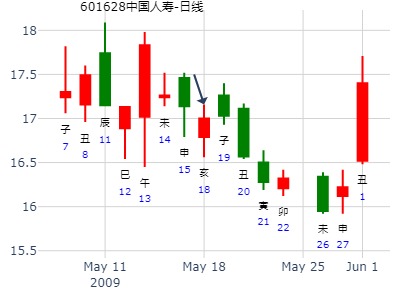 601628中国人寿-日线
18
17.5
17
16.5
16
15.5
子
7
丑
8
辰
11
巳
12
午
13
未
14
申
15
亥
18
子
19
丑
20
寅
21
卯
22
未
26
申
27
丑
1
May 11
2009
May 18
May 25
Jun 1